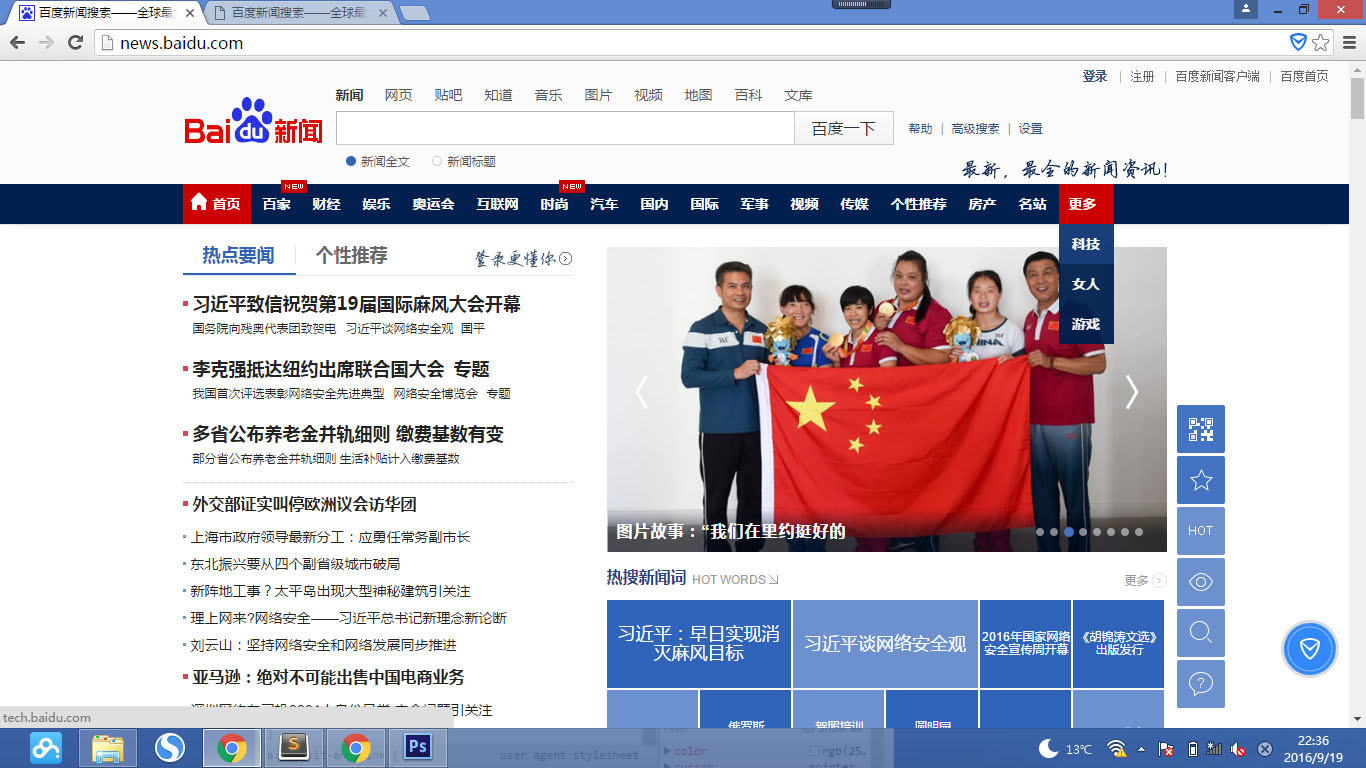 百度新闻搜索——全球最
百度新闻搜索——全球最
news.baidu.com
登录 | 注册 | 百度新闻客户端 | 百度首页
新闻 网页 贴吧 知道 音乐 图片 视频 地图 百科 文库
Bai du 新闻
百度一下
帮助 | 高级搜索 | 设置
新闻全文 新闻标题
最新，最全的新闻资讯！
NEW NEW
首页 百家 财经 娱乐 奥运会 互联网 时尚 汽车 国内 国际 军事 视频 传媒 个性推荐 房产 名站 更多
科技
女人
游戏
热点要闻 个性推荐 登录更懂你
习近平致信祝贺第19届国际麻风大会开幕
国务院向残奥代表团致贺电 习近平谈网络安全观 国平
李克强抵达纽约出席联合国大会 专题
我国首次评选表彰网络安全先进典型 网络安全博览会 专题
多省公布养老金并轨细则 缴费基数有变
部分省公布养老金并轨细则 生活补贴计入缴费基数
外交部证实叫停欧洲议会访华团
上海市政府领导最新分工：应勇任常务副市长
东北振兴要从四个副省级城市破局
新阵地工事？太平岛出现大型神秘建筑引关注
理上网来?网络安全——习近平总书记新理念新论断
刘云山：坚持网络安全和网络发展同步推进
亚马逊：绝对不可能出售中国电商业务
引关注
图片故事：“我们在里约挺好的
热搜新闻词 HOT WORDS
更多
习近平：早日实现消
灭麻风目标
习近平谈网络安全观
2016年国家网络
安全宣传周开幕
《胡锦涛文选》
出版发行
俄罗斯
驾照培训
圆明园
HOT
tech.baidu.com
user agent stylesheet
color
rgb(25.
Ps
13℃
22:36
2016/9/19